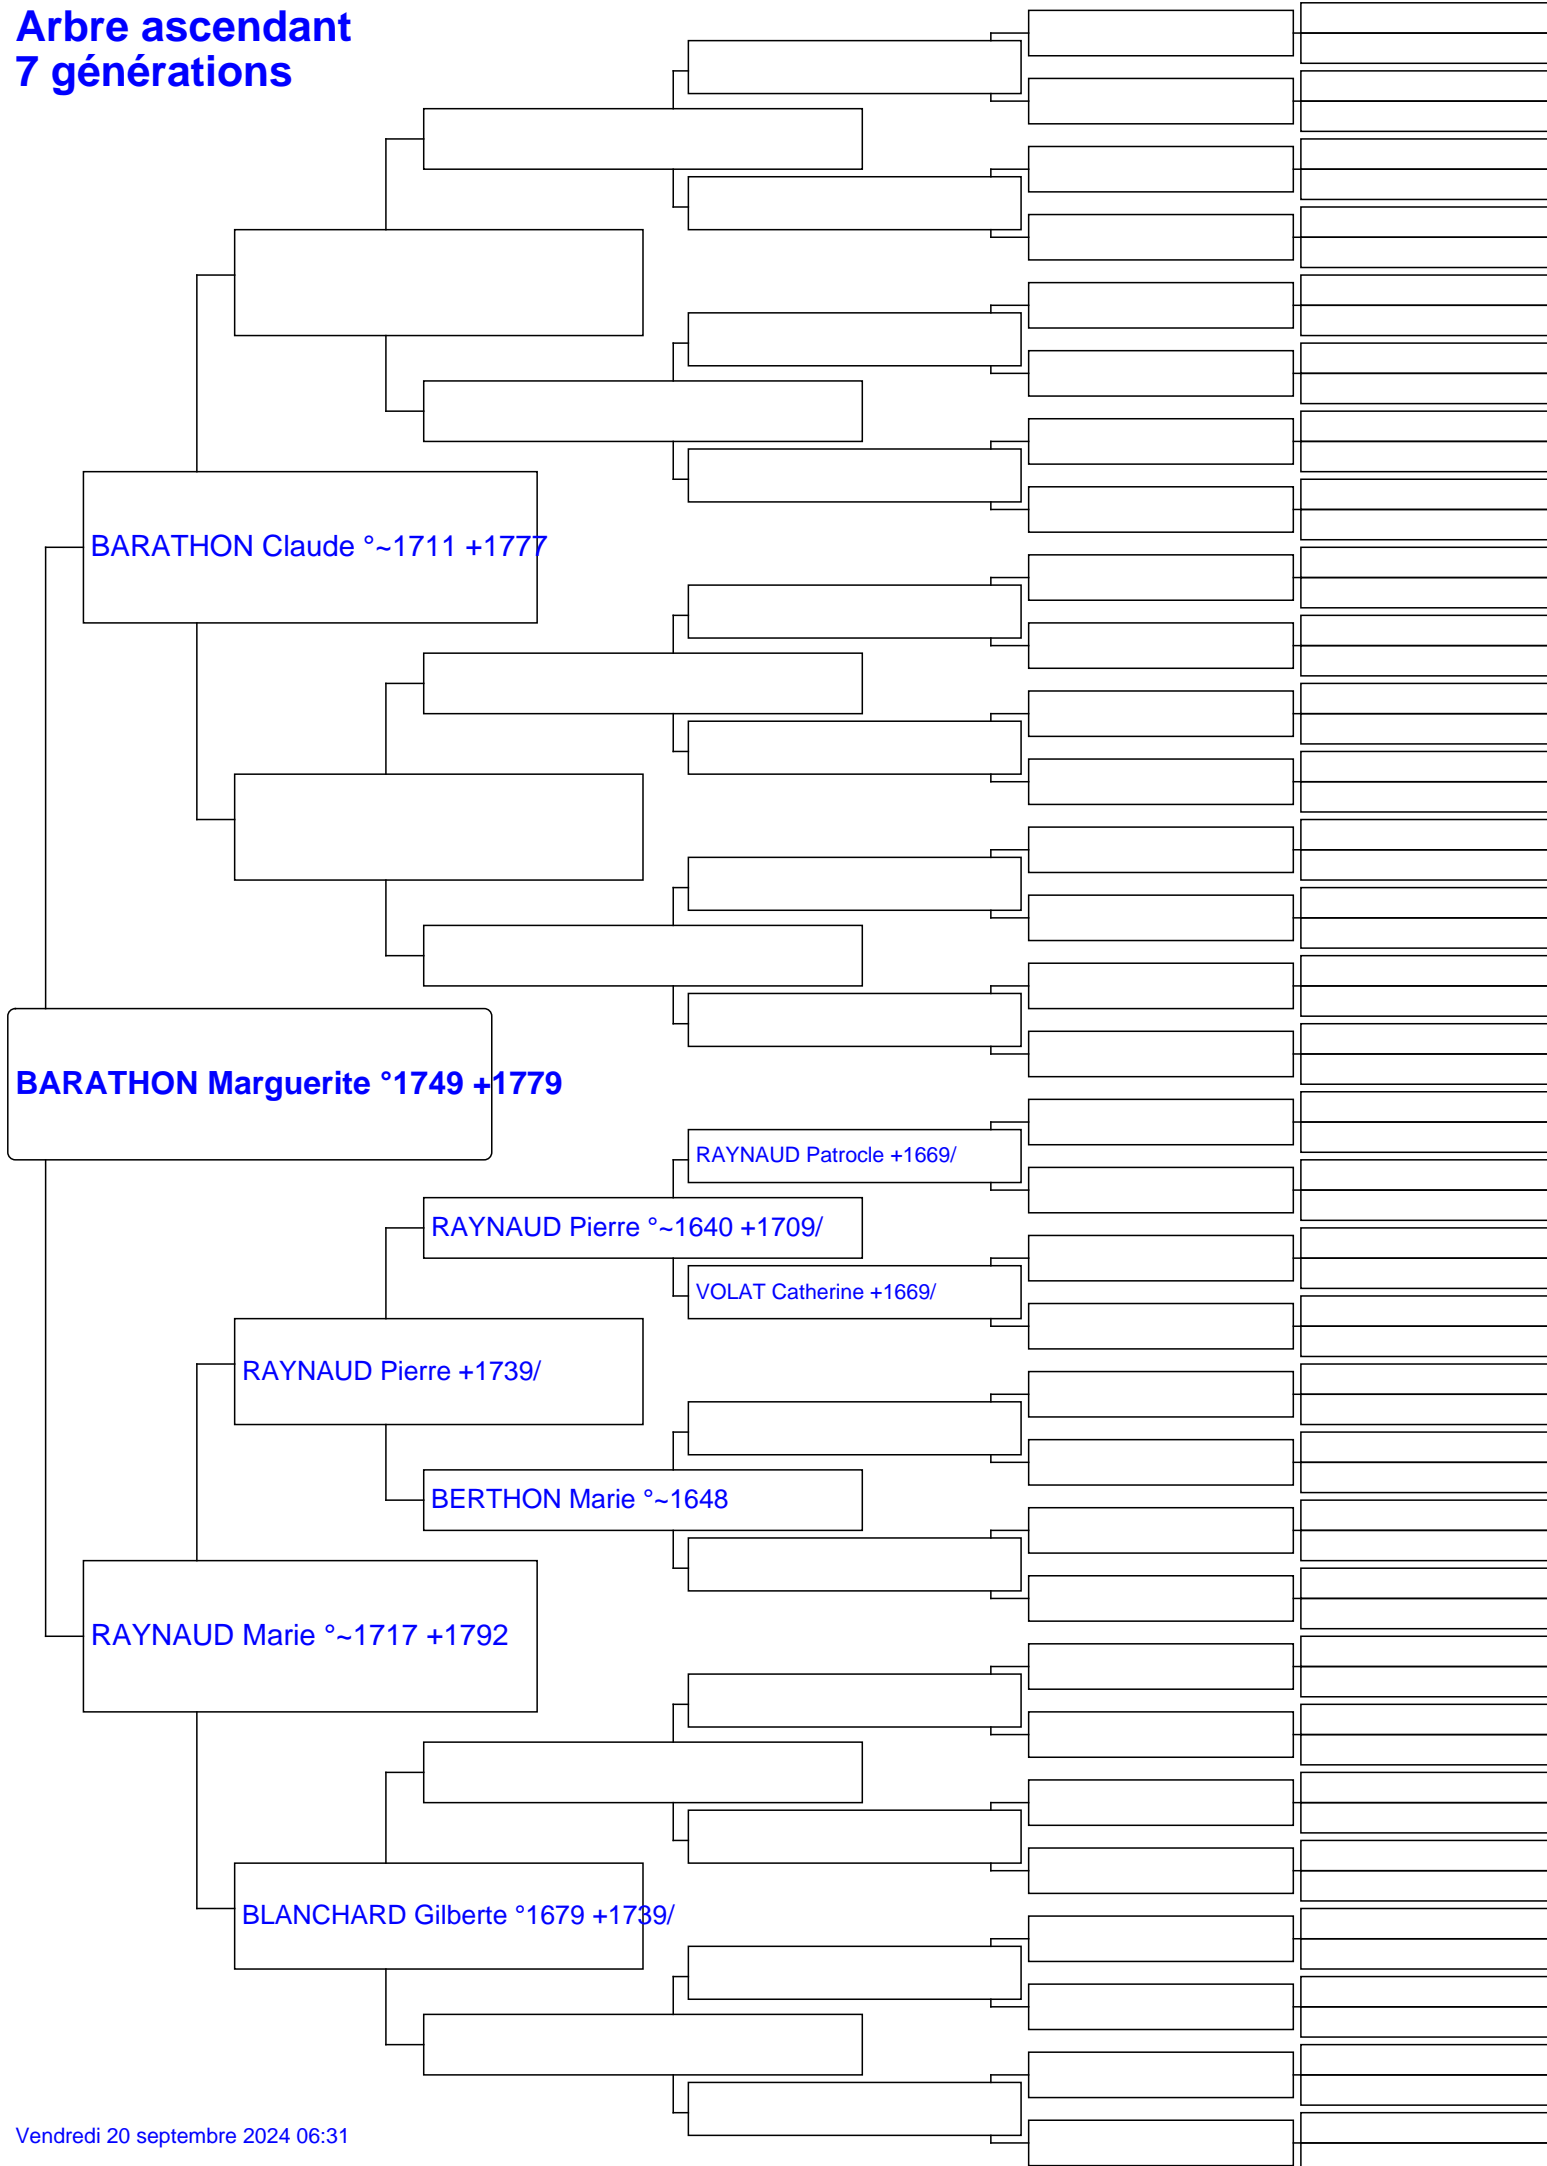 Arbre ascendant
7 générations
BARATHON Claude °~1711 +1777
BARATHON Marguerite °1749 +1779
RAYNAUD Patrocle +1669/
RAYNAUD Pierre °~1640 +1709/
VOLAT Catherine +1669/
RAYNAUD Pierre +1739/
BERTHON Marie °~1648
RAYNAUD Marie °~1717 +1792
BLANCHARD Gilberte °1679 +1739/
Vendredi 20 septembre 2024 06:31